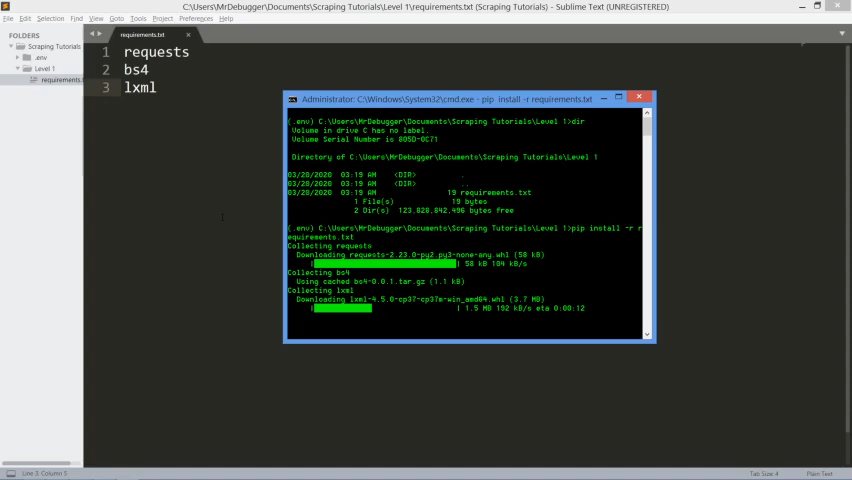 C:\Users\MrDebugger\Documents\Scraping Tutorials\Level 1\requirements.txt (Scraping Tutorials) - Sublime Text (UNREGISTERED)
File Edit Selection Find View Goto Tools Project Preferences Help
FOLDERS
Scraping Tutorials
.env
Level 1
requirements.t
requirements.txt
1 requests
2 bs4
3 lxml
Administrator: C:\Windows\System32\cmd.exe - pip install -r requirements.txt
(.env) C:\Users\MrDebugger\Documents\Scraping Tutorials\Level 1>dir
Volume in drive C has no label.
Volume Serial Number is 805D-0C71
Directory of C:\Users\MrDebugger\Documents\Scraping Tutorials\Level 1
03/28/2020 03:19 AM <DIR> .
03/28/2020 03:19 AM <DIR> ..
03/28/2020 03:19 AM 19 requirements.txt
1 File(s) 19 bytes
2 Dir(s) 123,828,842,496 bytes free
(.env) C:\Users\MrDebugger\Documents\Scraping Tutorials\Level 1>pip install -r r
equirements.txt
Collecting requests
Downloading requests-2.23.0-py2.py3-none-any.whl (58 kB)
| 58 kB 104 kB/s
Collecting bs4
Using cached bs4-0.0.1.tar.gz (1.1 kB)
Collecting lxml
Downloading lxml-4.5.0-cp37-cp37m-win_amd64.whl (3.7 MB)
| 1.5 MB 192 kB/s eta 0:00:12
Line 3, Column 5
Tab Size: 4
Plain Text